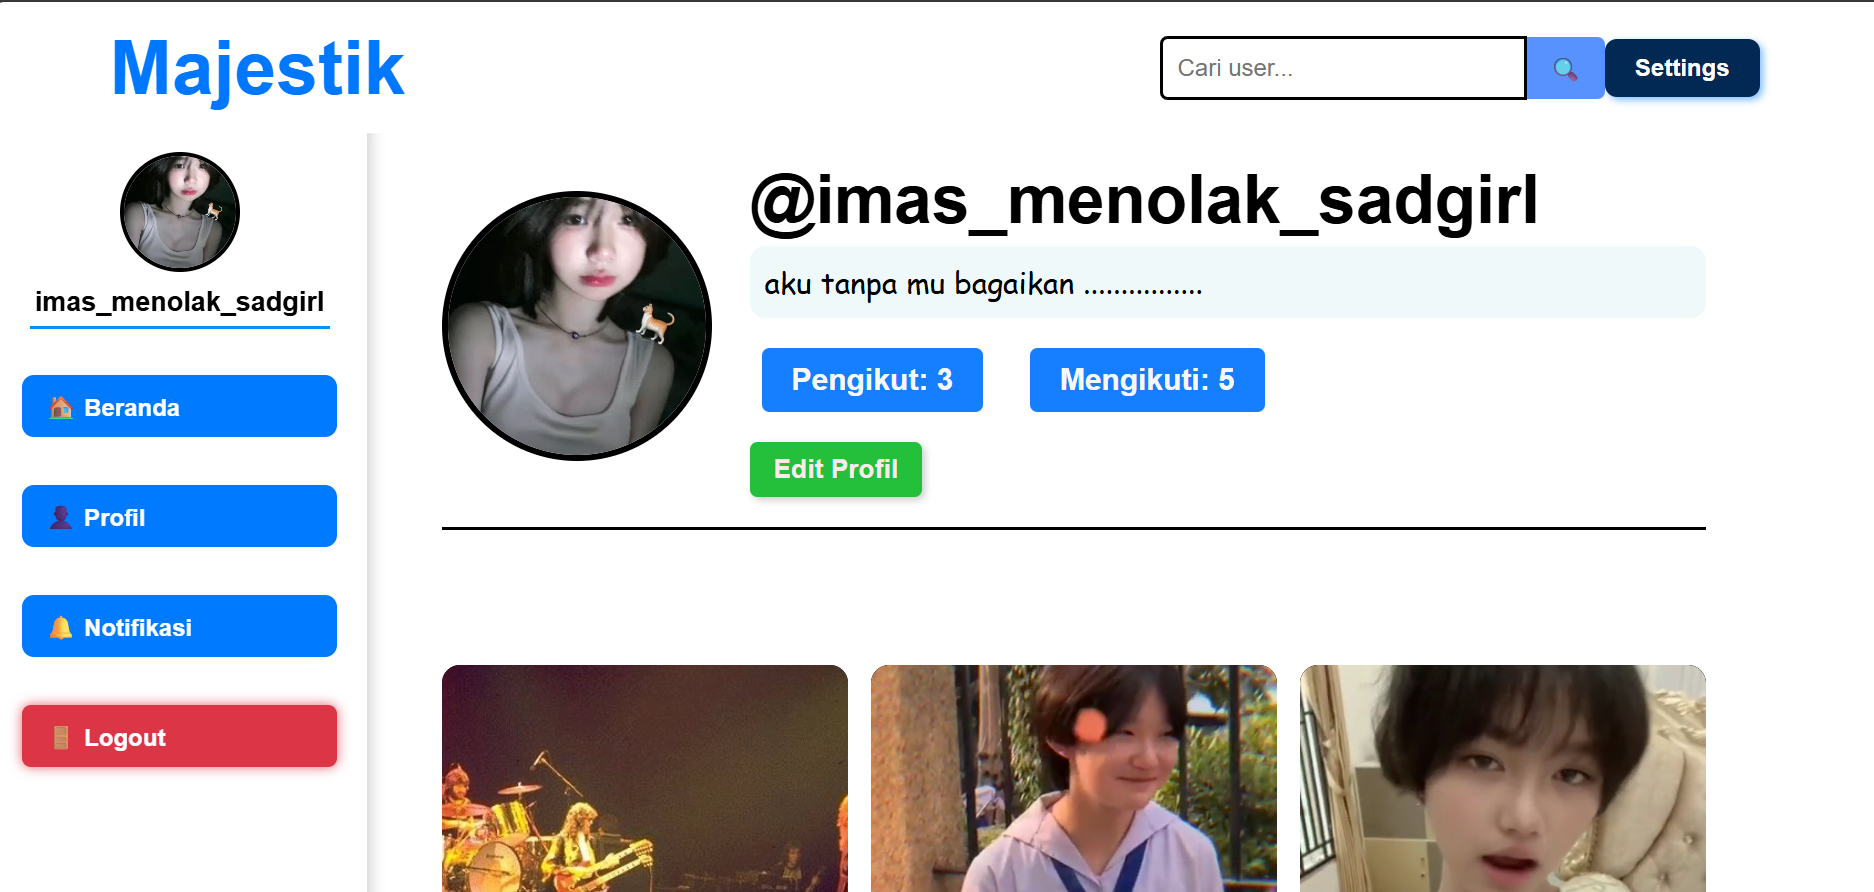 Majestik
Cari user...
Settings
imas_menolak_sadgirl
Beranda
Profil
Notifikasi
Logout
@imas_menolak_sadgirl
aku tanpa mu bagaikan ................
Pengikut: 3
Mengikuti: 5
Edit Profil